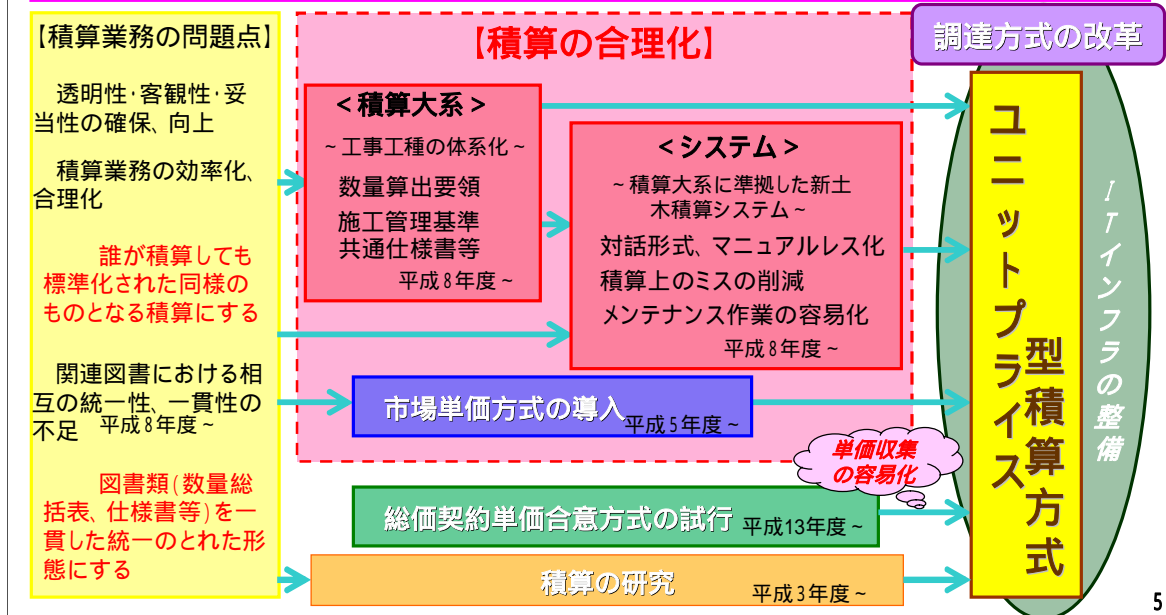 【積算業務の問題点】
透明性・客観性・妥
当性の確保、向上
積算業務の効率化、
合理化
誰が積算しても
標準化された同様の
ものとなる積算にする
関連図書における相
互の統一性、一貫性の
不足 平成8年度~
図書類(数量総
括表、仕様書等)を一
貫した統一のとれた形
態にする
【積算の合理化】
<積算大系>
~工事工種の体系化~
数量算出要領
施工管理基準
共通仕様書等
平成8年度~
<システム>
~積算大系に準拠した新土
木積算システム~
対話形式、マニュアルレス化
積算上のミスの削減
メンテナンス作業の容易化
平成8年度~
市場単価方式の導入
平成5年度~
単価収集
の容易化
総価契約単価合意方式の試行 平成13年度~
積算の研究
平成3年度~
調達方式の改革
ユニットプライス
型積算方式
ITインフラの整備
5